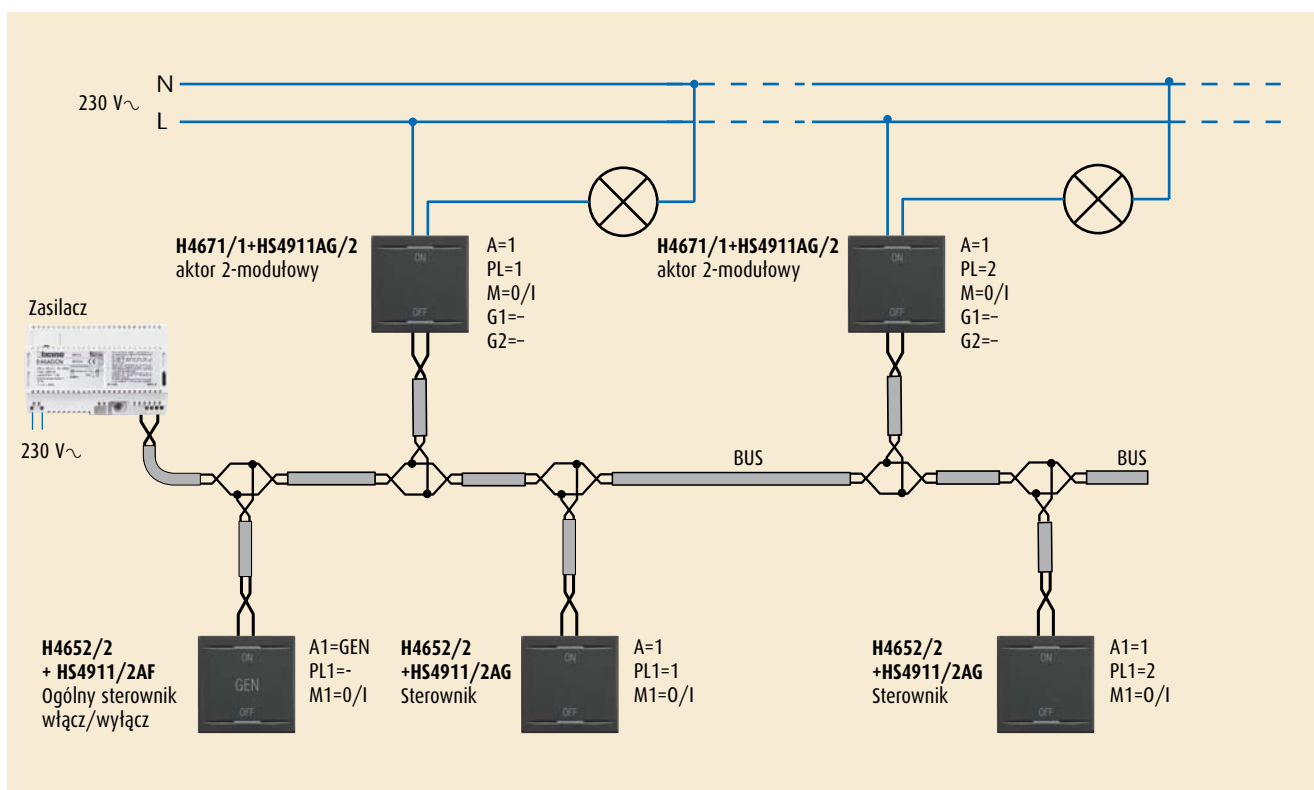 N
230 V~
L
H4671/1+HS4911AG/2
aktor 2-modułowy
ON
OFF
A=1
PL=1
M=0/I
G1=–
G2=–
H4671/1+HS4911AG/2
aktor 2-modułowy
ON
OFF
A=1
PL=2
M=0/I
G1=–
G2=–
Zasilacz
bticino
E46ADCN
230 V~
BUS
BUS
H4652/2
+ HS4911/2AF
Ogólny sterownik
włącz/wyłącz
ON
GEN
OFF
A1=GEN
PL1=-
M1=0/I
H4652/2
+HS4911/2AG
Sterownik
ON
OFF
A=1
PL1=1
M1=0/I
H4652/2
+HS4911/2AG
Sterownik
ON
OFF
A1=1
PL1=2
M1=0/I